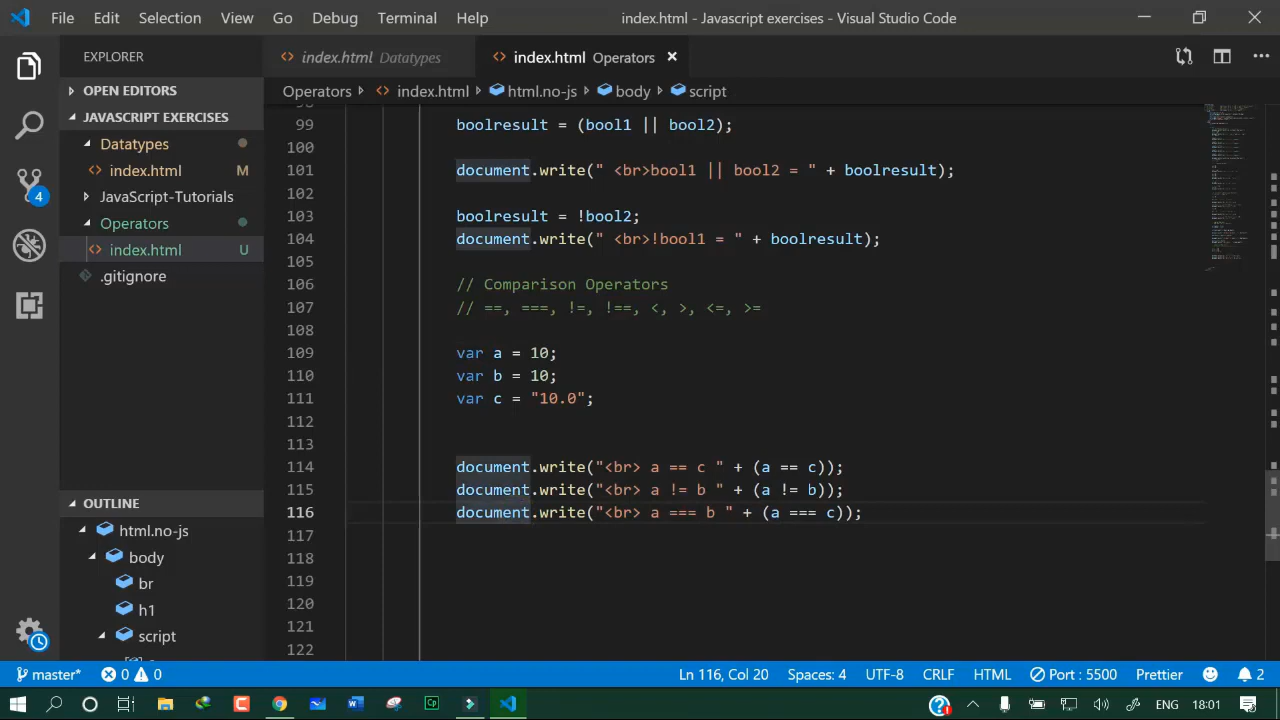 File Edit Selection View Go Debug Terminal Help index.html - Javascript exercises - Visual Studio Code
EXPLORER
OPEN EDITORS
JAVASCRIPT EXERCISES
Datatypes
index.html M
JavaScript-Tutorials
Operators
index.html U
.gitignore
4
OUTLINE
html.no-js
body
br
h1
script
index.html Datatypes index.html Operators
Operators index.html html.no-js body script
99 boolresult = (bool1 || bool2);
100
101 document.write(" <br>bool1 || bool2 = " + boolresult);
102
103 boolresult = !bool2;
104 document.write(" <br>!bool1 = " + boolresult);
105
106 // Comparison Operators
107 // ==, ===, !=, !==, <, >, <=, >=
108
109 var a = 10;
110 var b = 10;
111 var c = "10.0";
112
113
114 document.write("<br> a == c " + (a == c));
115 document.write("<br> a != b " + (a != b));
116 document.write("<br> a === b " + (a === c));
117
118
119
120
121
122
master* 0 0 Ln 116, Col 20 Spaces: 4 UTF-8 CRLF HTML Port : 5500 Prettier 2
ENG 18:01